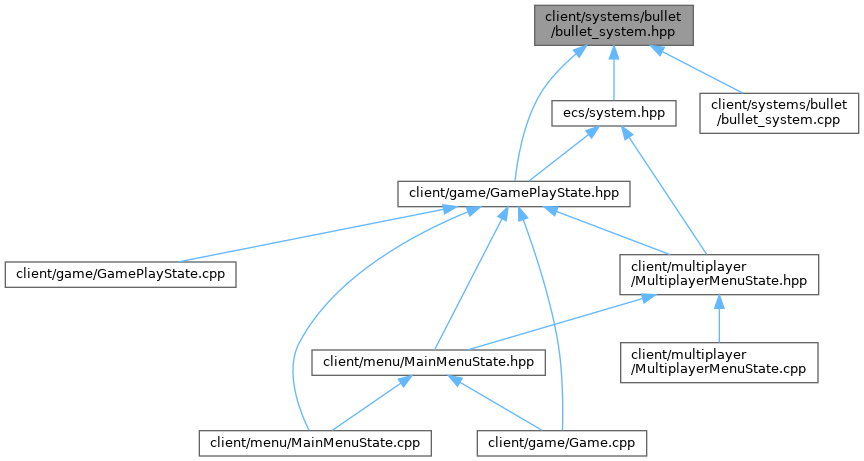 client/systems/bullet
/bullet_system.hpp
ecs/system.hpp
client/systems/bullet
/bullet_system.cpp
client/game/GamePlayState.hpp
client/game/GamePlayState.cpp
client/multiplayer
/MultiplayerMenuState.hpp
client/menu/MainMenuState.hpp
client/multiplayer
/MultiplayerMenuState.cpp
client/menu/MainMenuState.cpp
client/game/Game.cpp